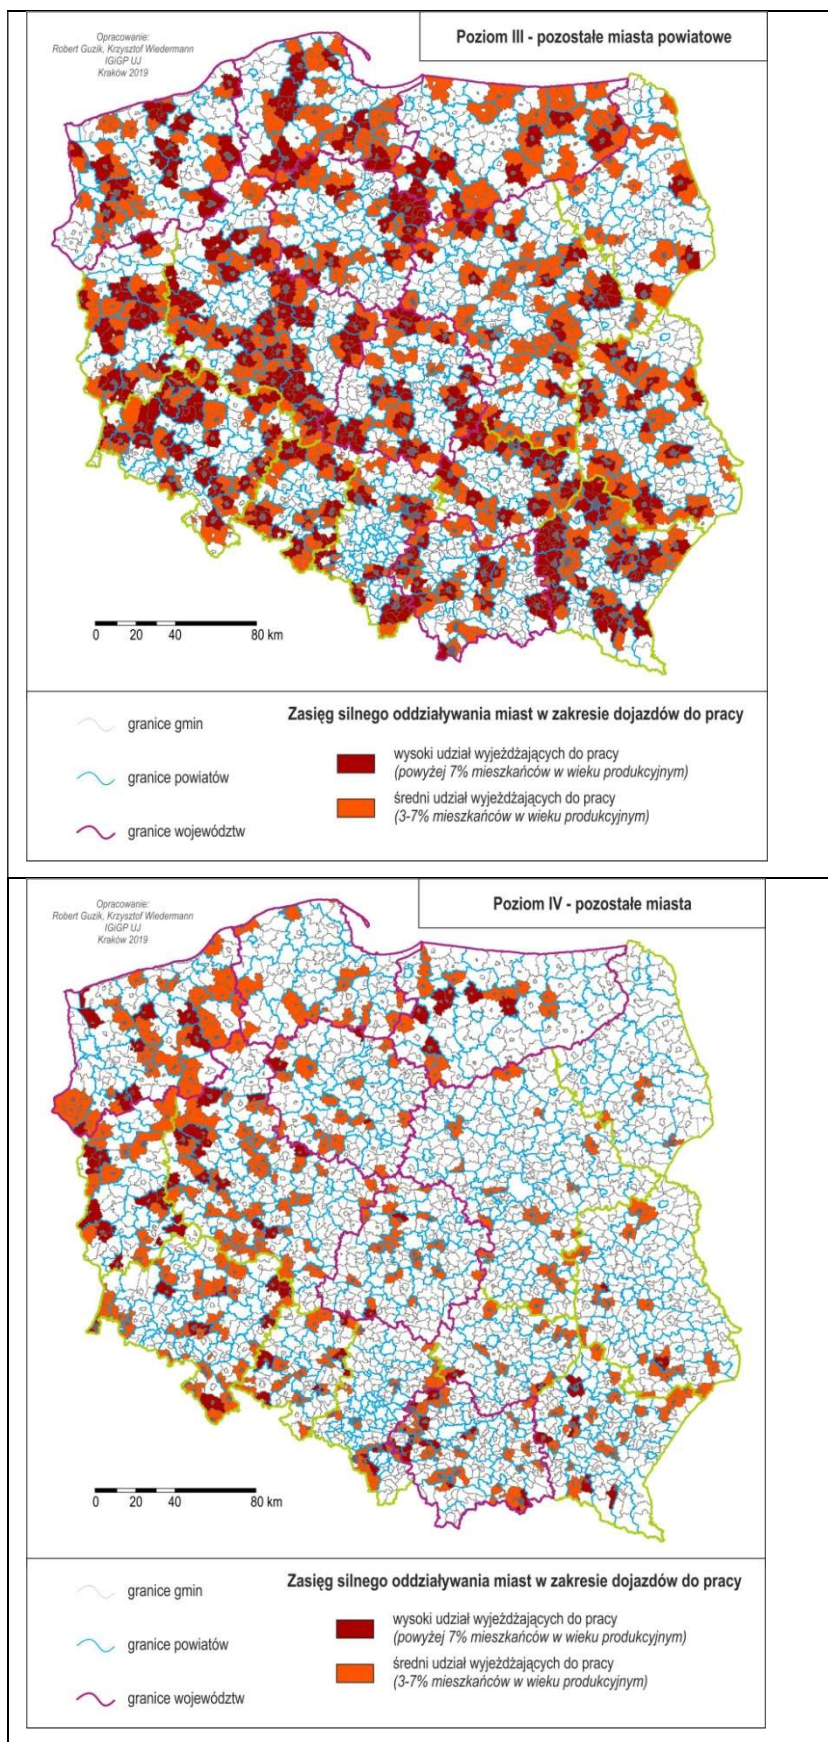 Opracowanie:
Robert Guzik, Krzysztof Wiedermann
IGiGP UJ
Kraków 2019
Poziom III - pozostałe miasta powiatowe
0 20 40 80 km
Zasięg silnego oddziaływania miast w zakresie dojazdów do pracy
granice gmin
granice powiatów
granice województw
wysoki udział wyjeżdżających do pracy
(powyżej 7% mieszkańców w wieku produkcyjnym)
średni udział wyjeżdżających do pracy
(3-7% mieszkańców w wieku produkcyjnym)
Opracowanie:
Robert Guzik, Krzysztof Wiedermann
IGiGP UJ
Kraków 2019
Poziom IV - pozostałe miasta
0 20 40 80 km
Zasięg silnego oddziaływania miast w zakresie dojazdów do pracy
granice gmin
granice powiatów
granice województw
wysoki udział wyjeżdżających do pracy
(powyżej 7% mieszkańców w wieku produkcyjnym)
średni udział wyjeżdżających do pracy
(3-7% mieszkańców w wieku produkcyjnym)